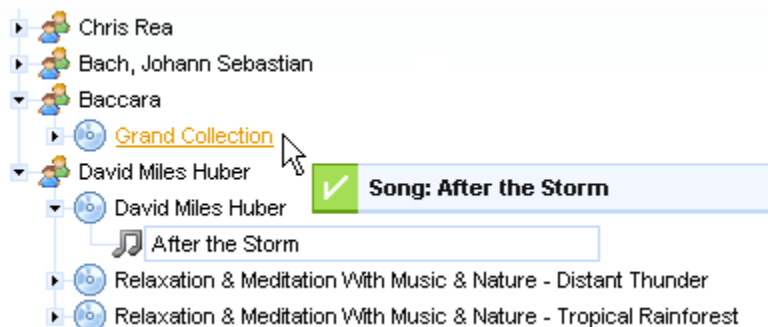 Chris Rea
Bach, Johann Sebastian
Baccara
Grand Collection
David Miles Huber
Song: After the Storm
David Miles Huber
After the Storm
Relaxation & Meditation With Music & Nature - Distant Thunder
Relaxation & Meditation With Music & Nature - Tropical Rainforest